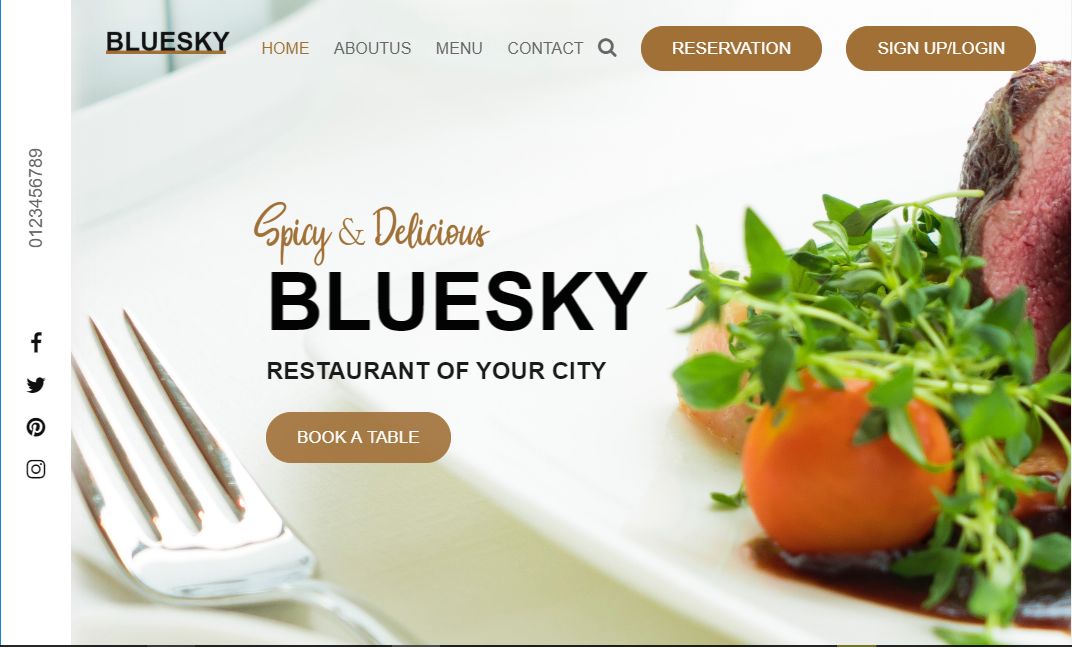 BLUESKY
HOME ABOUTUS MENU CONTACT RESERVATION SIGN UP/LOGIN
0123456789
Spicy & Delicious
BLUESKY
RESTAURANT OF YOUR CITY
BOOK A TABLE